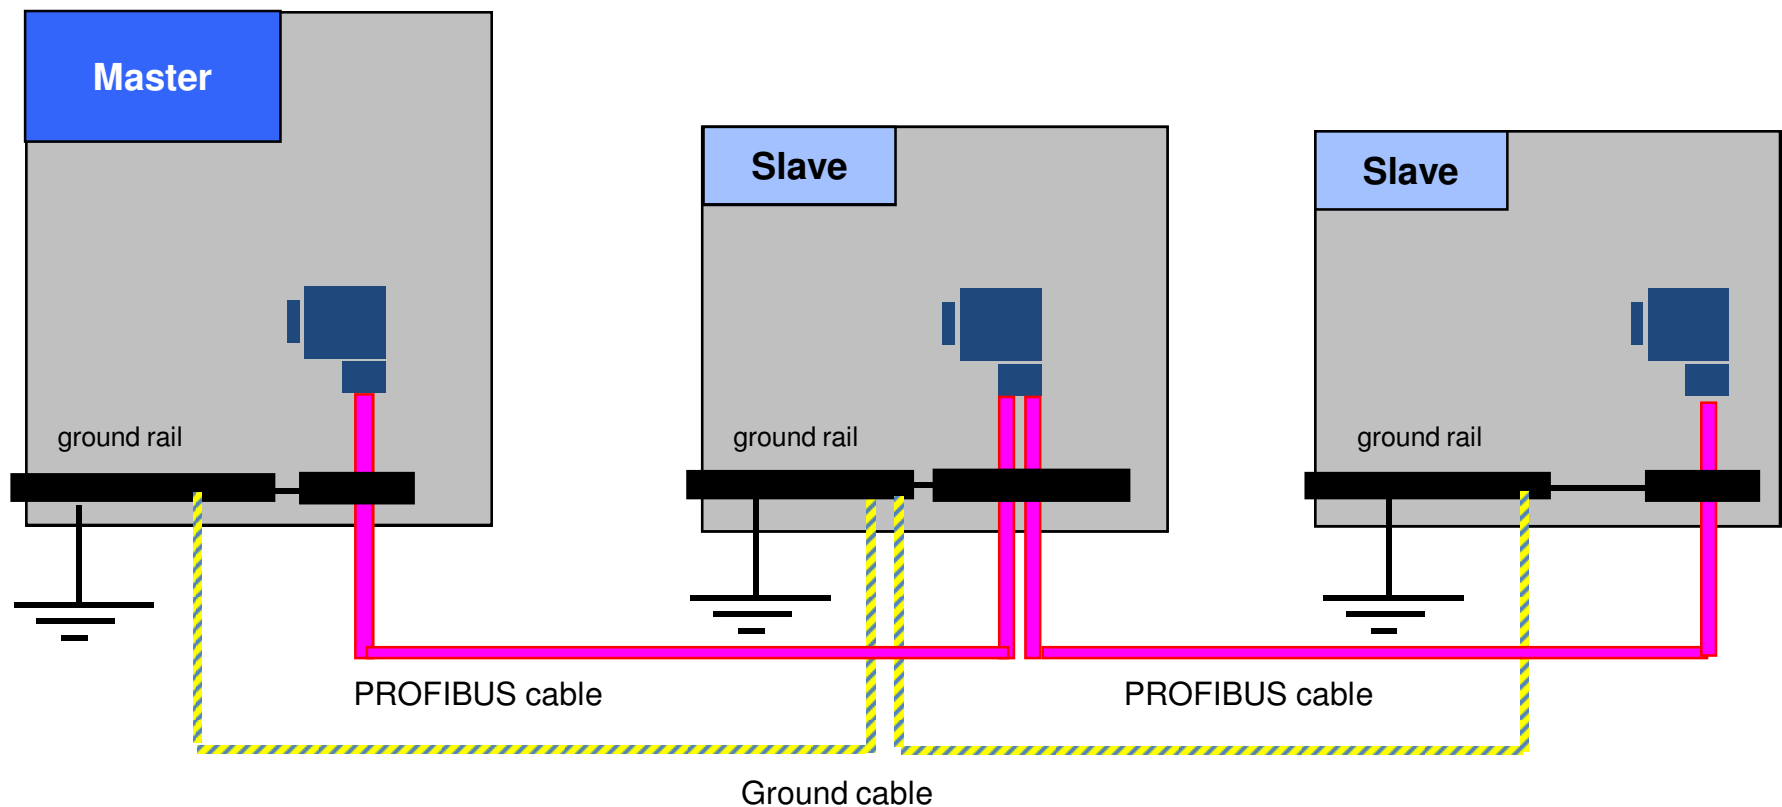 Master
Slave
Slave
ground rail
ground rail
ground rail
PROFIBUS cable
PROFIBUS cable
Ground cable